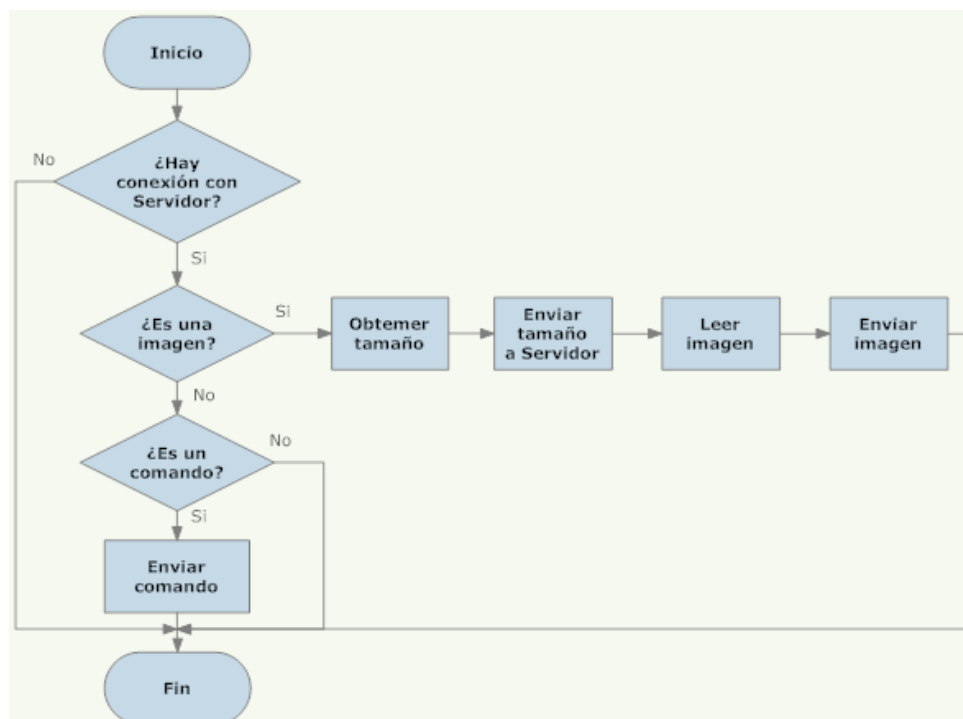 Inicio
No
¿Hay
conexión con
Servidor?
Si
¿Es una
imagen?
Si
Obtemer
tamaño
Enviar
tamaño
a Servidor
Leer
imagen
Enviar
imagen
No
¿Es un
comando?
No
Si
Enviar
comando
Fin